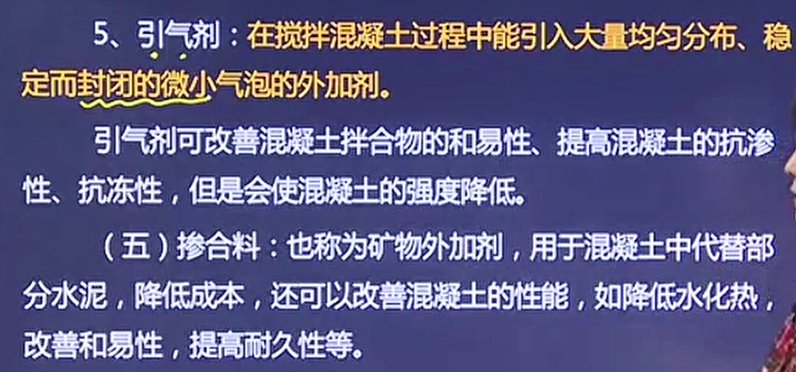 5、引气剂：在搅拌混凝土过程中能引入大量均匀分布、稳
定而封闭的微小气泡的外加剂。
引气剂可改善混凝土拌合物的和易性、提高混凝土的抗渗
性、抗冻性，但是会使混凝土的强度降低。
（五）掺合料：也称为矿物外加剂，用于混凝土中代替部
分水泥，降低成本，还可以改善混凝土的性能，如降低水化热，
改善和易性，提高耐久性等。